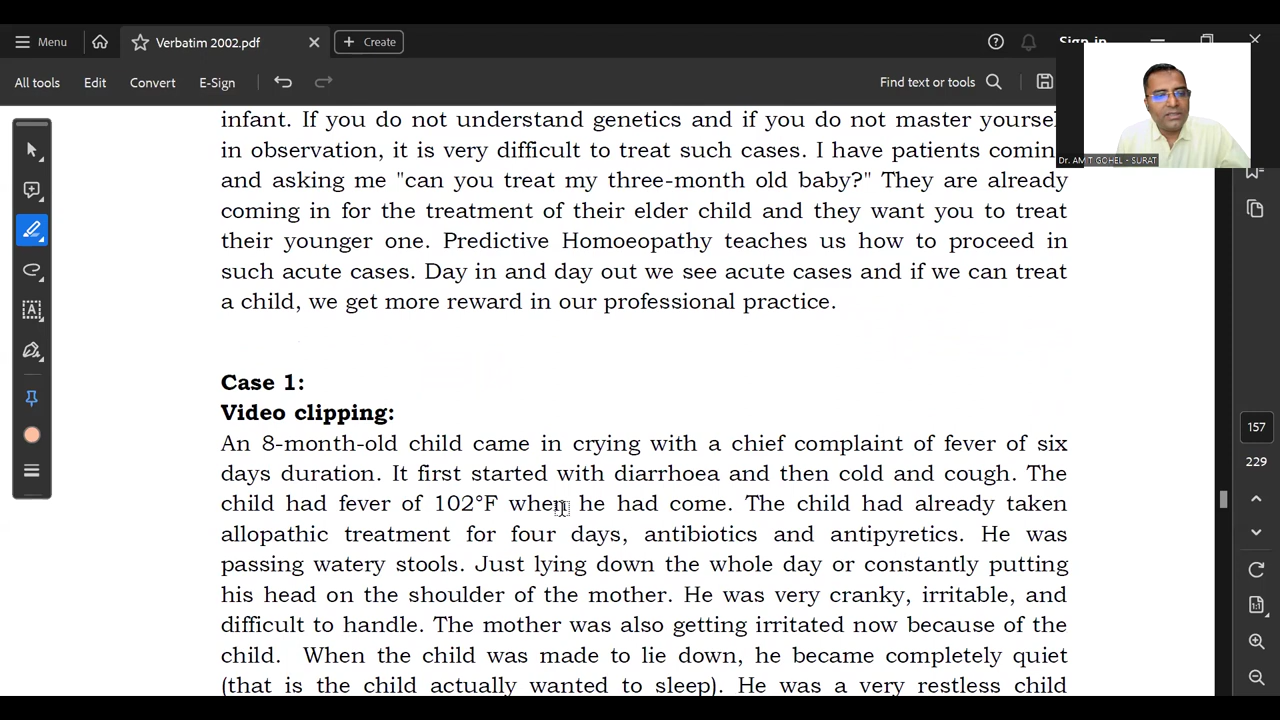 Menu
Verbatim 2002.pdf
Create
All tools
Edit
Convert
E-Sign
Find text or tools
Dr. AMIT GOHEL - SURAT
infant. If you do not understand genetics and if you do not master
in observation, it is very difficult to treat such cases. I have patients
and asking me "can you treat my three-month old baby?" They are already
coming in for the treatment of their elder child and they want you to treat
their younger one. Predictive Homoeopathy teaches us how to proceed in
such acute cases. Day in and day out we see acute cases and if we can treat
a child, we get more reward in our professional practice.
Case 1:
Video clipping:
An 8-month-old child came in crying with a chief complaint of fever of six
days duration. It first started with diarrhoea and then cold and cough. The
child had fever of 102°F when he had come. The child had already taken
allopathic treatment for four days, antibiotics and antipyretics. He was
passing watery stools. Just lying down the whole day or constantly putting
his head on the shoulder of the mother. He was very cranky, irritable, and
difficult to handle. The mother was also getting irritated now because of the
child. When the child was made to lie down, he became completely quiet
(that is the child actually wanted to sleep). He was a very restless child
157
229